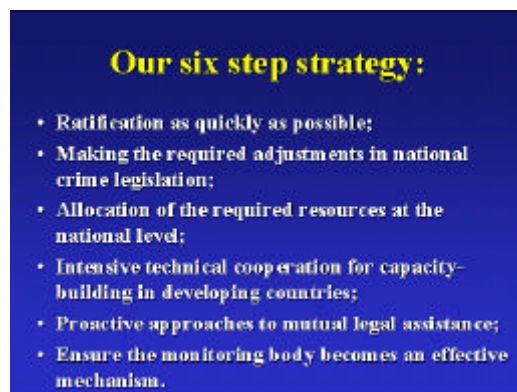 Our six step strategy:
• Ratification as quickly as possible;
• Making the required adjustments in national
crime legislation;
• Allocation of the required resources at the
national level;
• Intensive technical cooperation for capacity-
building in developing countries;
• Proactive approaches to mutual legal assistance;
• Ensure the monitoring body becomes an effective
mechanism.